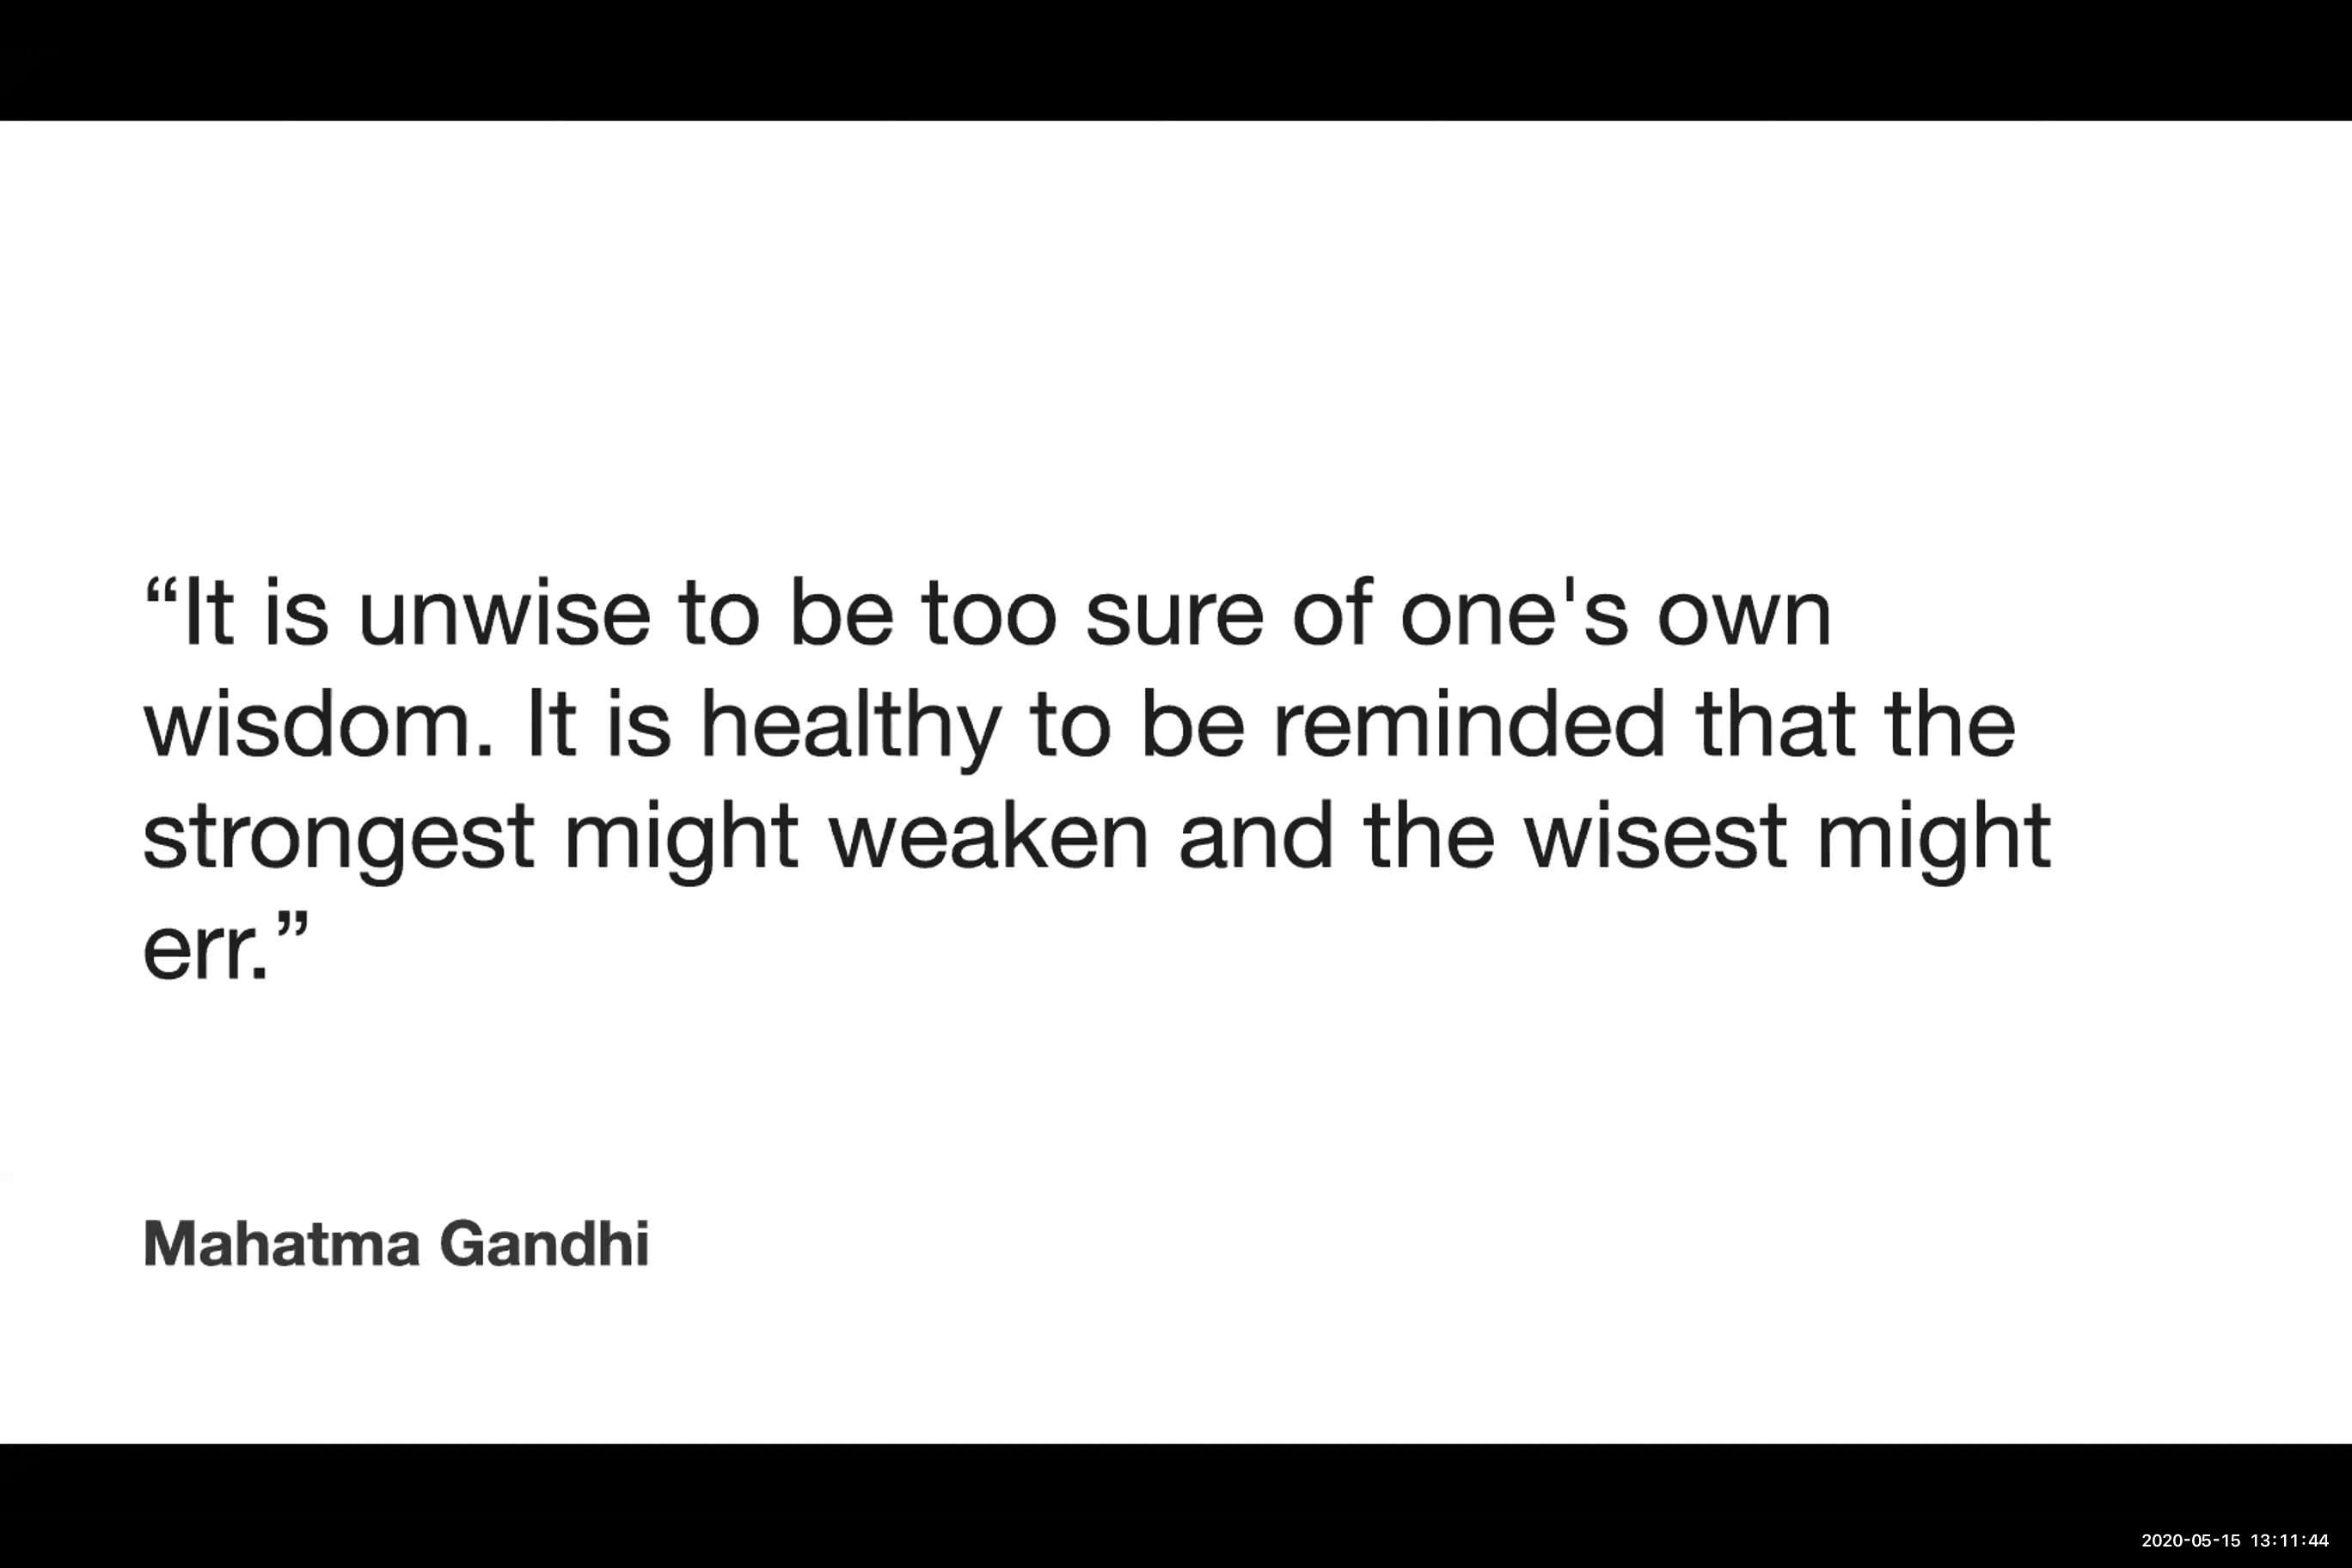 “It is unwise to be too sure of one's own
wisdom. It is healthy to be reminded that the
strongest might weaken and the wisest might
err.”
Mahatma Gandhi
2020-05-15 13:11:44